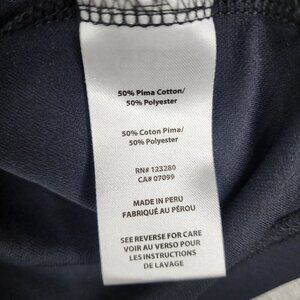 50% Pima Cotton/
50% Polyester
50% Coton Pima/
50% Polyester
RN# 123280
CA# 07099
MADE IN PERU
FABRIQUÉ AU PÉROU
SEE REVERSE FOR CARE
VOIR AU VERSO POUR
LES INSTRUCTIONS
DE LAVAGE